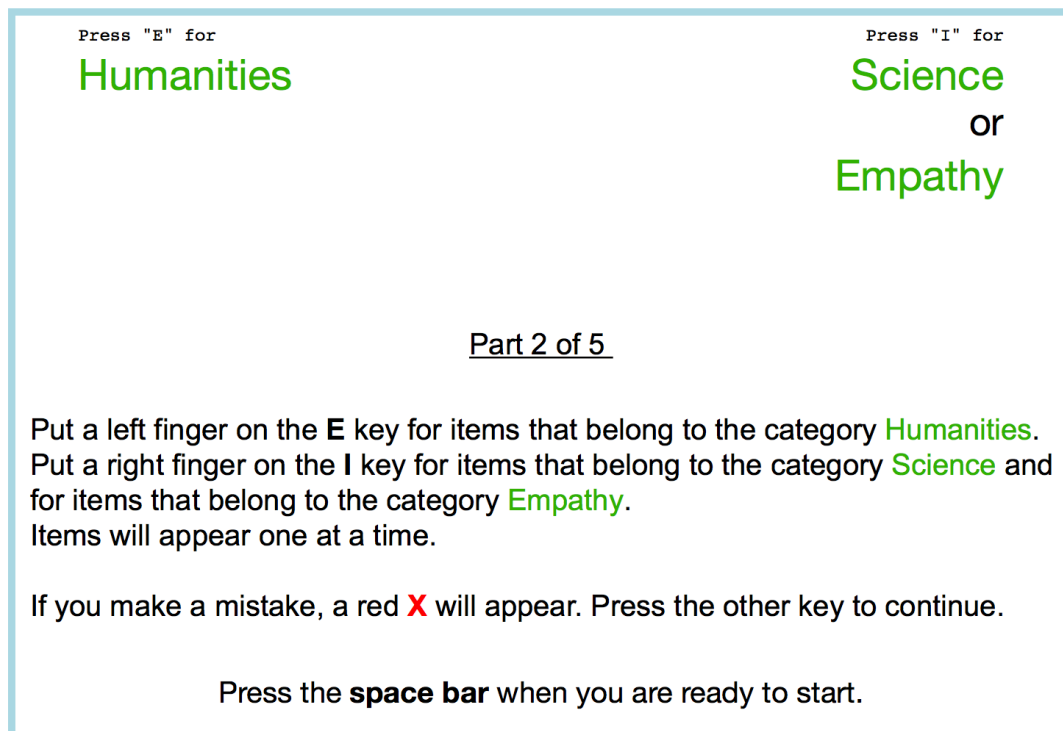 Press "E" for
Press "I" for
Humanities
Science
or
Empathy
Part 2 of 5
Put a left finger on the E key for items that belong to the category Humanities.
Put a right finger on the I key for items that belong to the category Science and
for items that belong to the category Empathy.
Items will appear one at a time.
If you make a mistake, a red X will appear. Press the other key to continue.
Press the space bar when you are ready to start.